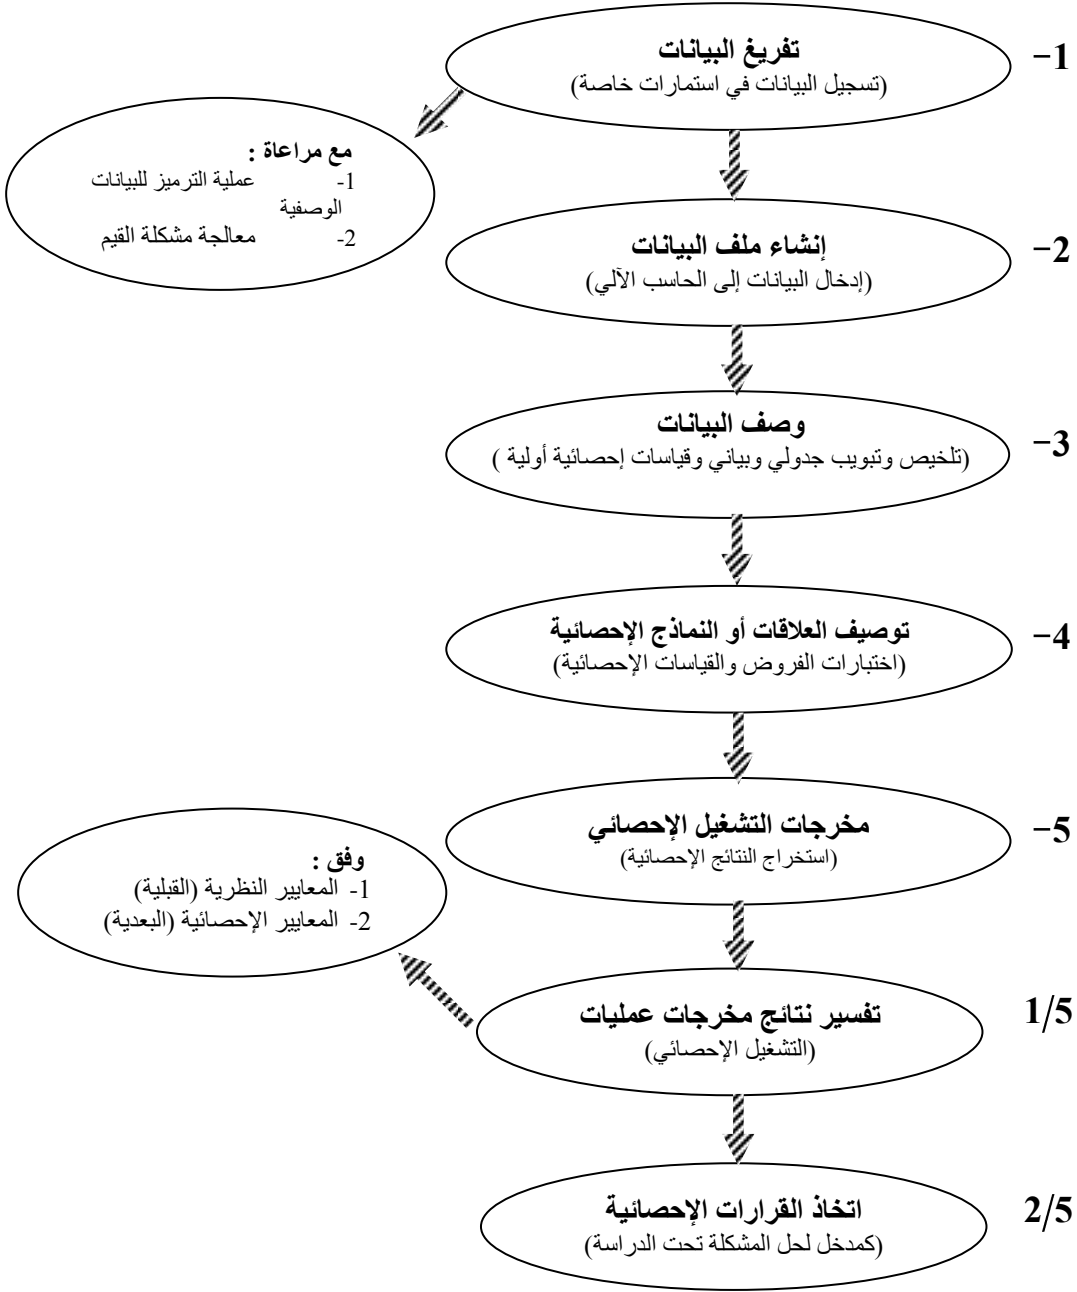 -1
تفريغ البيانات
(تسجيل البيانات في استمارات خاصة)
مع مراعاة :
-1 عملية الترميز للبيانات
الوصفية
-2 معالجة مشكلة القيم
-2
إنشاء ملف البيانات
(إدخال البيانات إلى الحاسب الآلي)
-3
وصف البيانات
(تلخيص وتبويب جدولي وبياني وقياسات إحصائية أولية )
-4
توصيف العلاقات أو النماذج الإحصائية
(اختبارات الفروض والقياسات الإحصائية)
-5
مخرجات التشغيل الإحصائي
(استخراج النتائج الإحصائية)
وفق :
-1 المعايير النظرية (القبلية)
-2 المعايير الإحصائية (البعدية)
1/5
تفسير نتائج مخرجات عمليات
(التشغيل الإحصائي)
2/5
اتخاذ القرارات الإحصائية
(كمدخل لحل المشكلة تحت الدراسة)